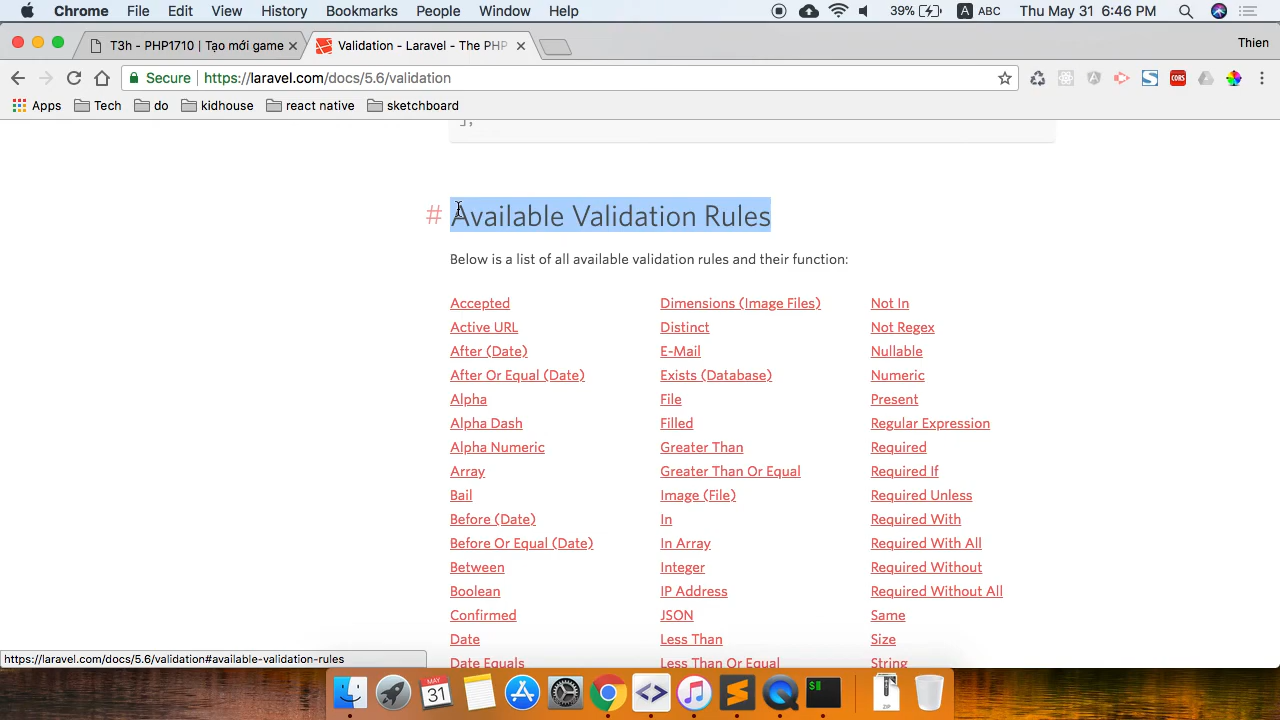 Chrome File Edit View History Bookmarks People Window Help 39% A ABC Thu May 31 6:46 PM
T3h - PHP1710 | Tạo mới game
Validation - Laravel - The PHP
Thien
Secure https://laravel.com/docs/5.6/validation
CORS
Apps Tech do kidhouse react native sketchboard
];
# Available Validation Rules
Below is a list of all available validation rules and their function:
Accepted
Active URL
After (Date)
After Or Equal (Date)
Alpha
Alpha Dash
Alpha Numeric
Array
Bail
Before (Date)
Before Or Equal (Date)
Between
Boolean
Confirmed
Date
Date Equals
Dimensions (Image Files)
Distinct
E-Mail
Exists (Database)
File
Filled
Greater Than
Greater Than Or Equal
Image (File)
In
In Array
Integer
IP Address
JSON
Less Than
Less Than Or Equal
Not In
Not Regex
Nullable
Numeric
Present
Regular Expression
Required
Required If
Required Unless
Required With
Required With All
Required Without
Required Without All
Same
Size
String
https://laravel.com/docs/5.6/validation#available-validation-rules
MAY
31
$
ZIP